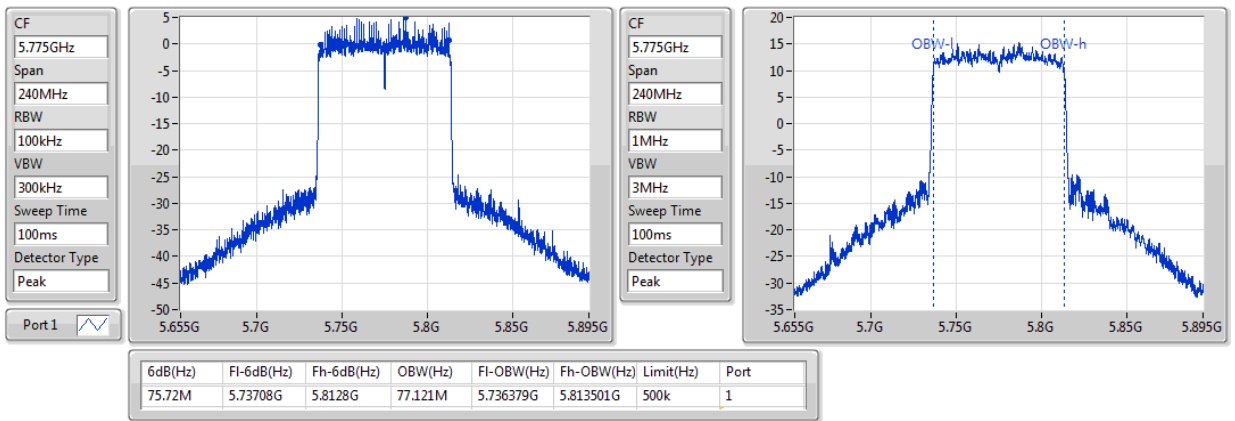 CF
5.775GHz
Span
240MHz
RBW
100kHz
VBW
300kHz
Sweep Time
100ms
Detector Type
Peak
Port 1
5
0
-5
-10
-15
-20
-25
-30
-35
-40
-45
-50
5.655G 5.7G 5.75G 5.8G 5.85G 5.895G
CF
5.775GHz
Span
240MHz
RBW
1MHz
VBW
3MHz
Sweep Time
100ms
Detector Type
Peak
20
15
10
5
0
-5
-10
-15
-20
-25
-30
-35
OBW-l OBW-h
5.655G 5.7G 5.75G 5.8G 5.85G 5.895G
6dB(Hz) Fl-6dB(Hz) Fh-6dB(Hz) OBW(Hz) Fl-OBW(Hz) Fh-OBW(Hz) Limit(Hz) Port
75.72M 5.73708G 5.8128G 77.121M 5.736379G 5.813501G 500k 1